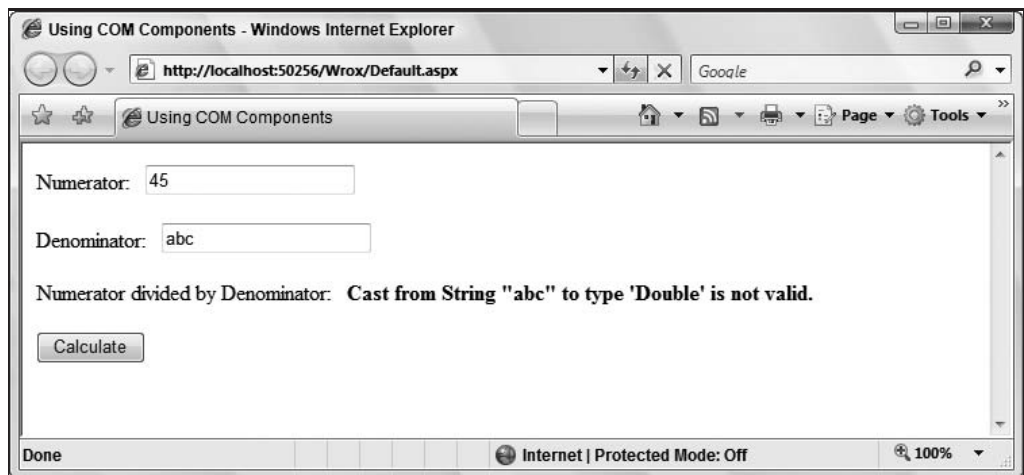 Using COM Components - Windows Internet Explorer
http://localhost:50256/Wrox/Default.aspx
Google
Using COM Components
Page
Tools
Numerator: 45
Denominator: abc
Numerator divided by Denominator: Cast from String "abc" to type 'Double' is not valid.
Calculate
Done
Internet | Protected Mode: Off
100%